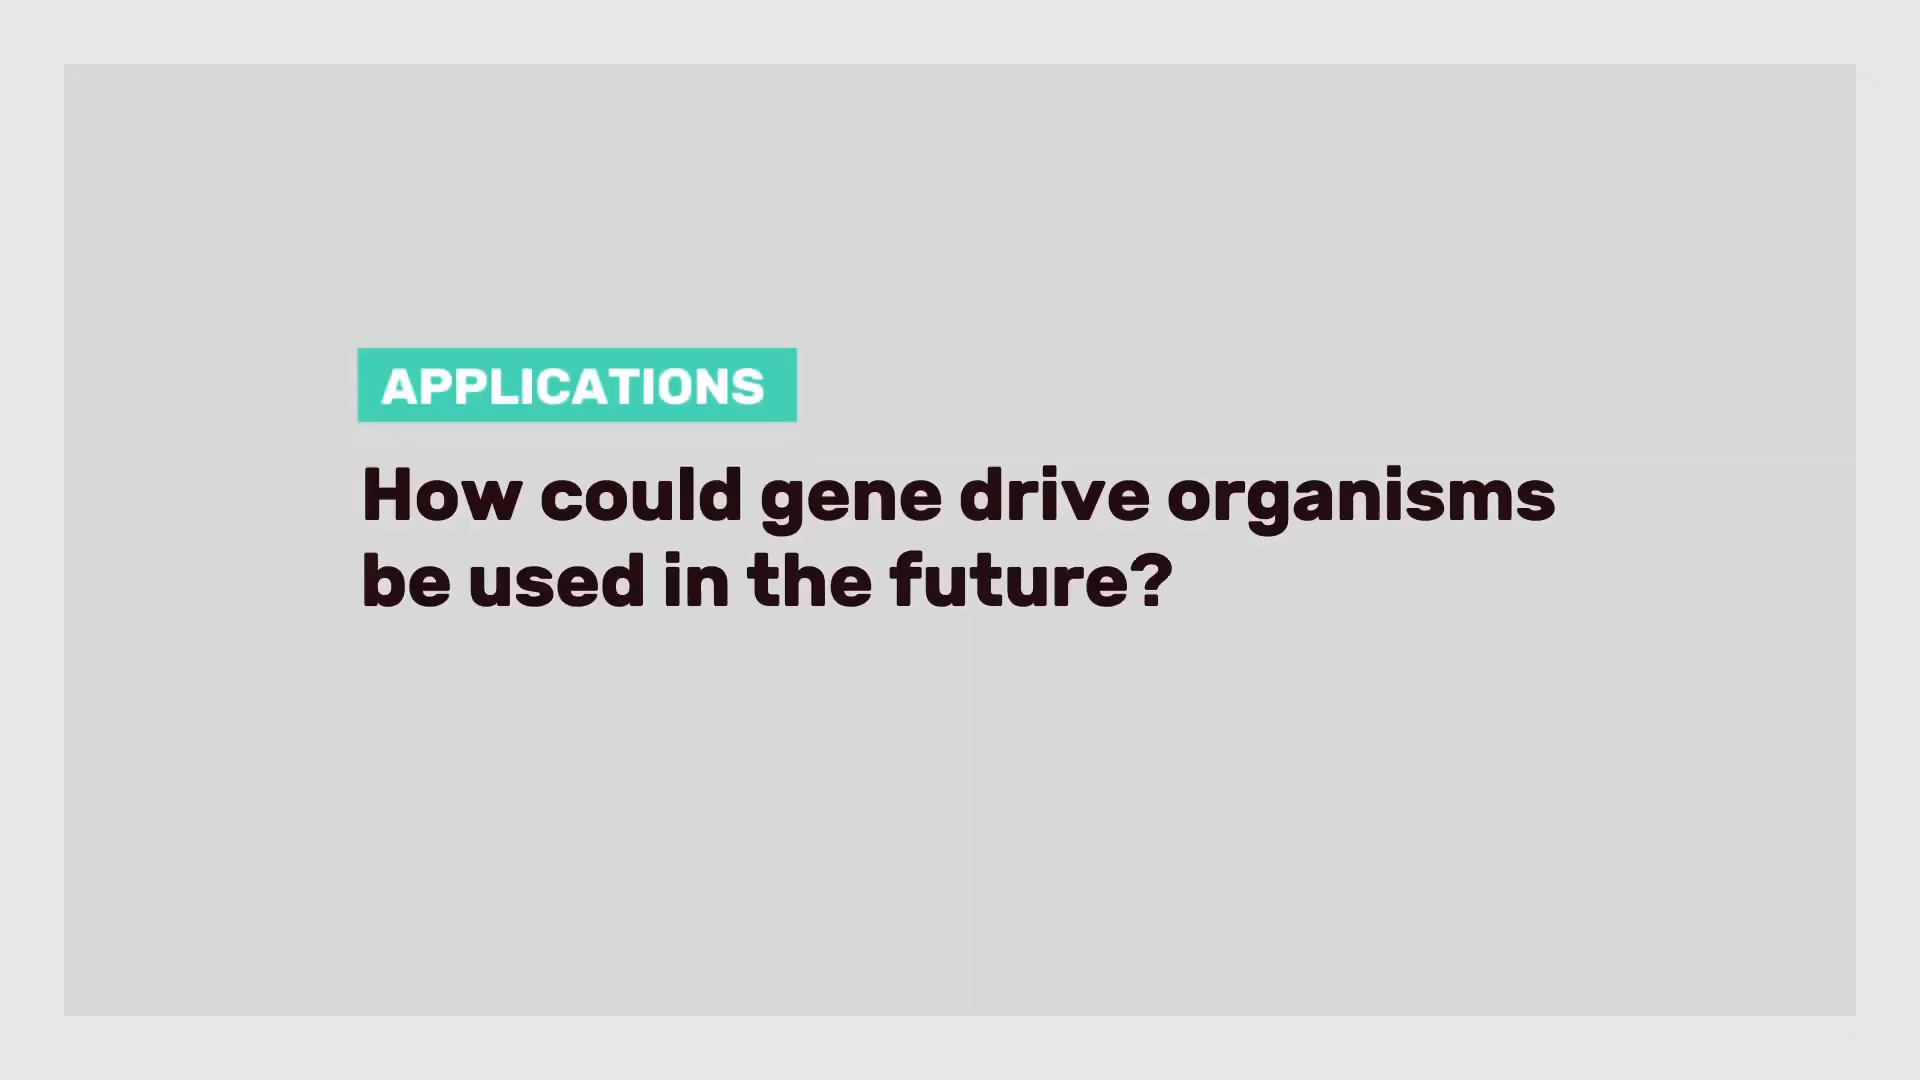 APPLICATIONS
How could gene drive organisms
be used in the future?